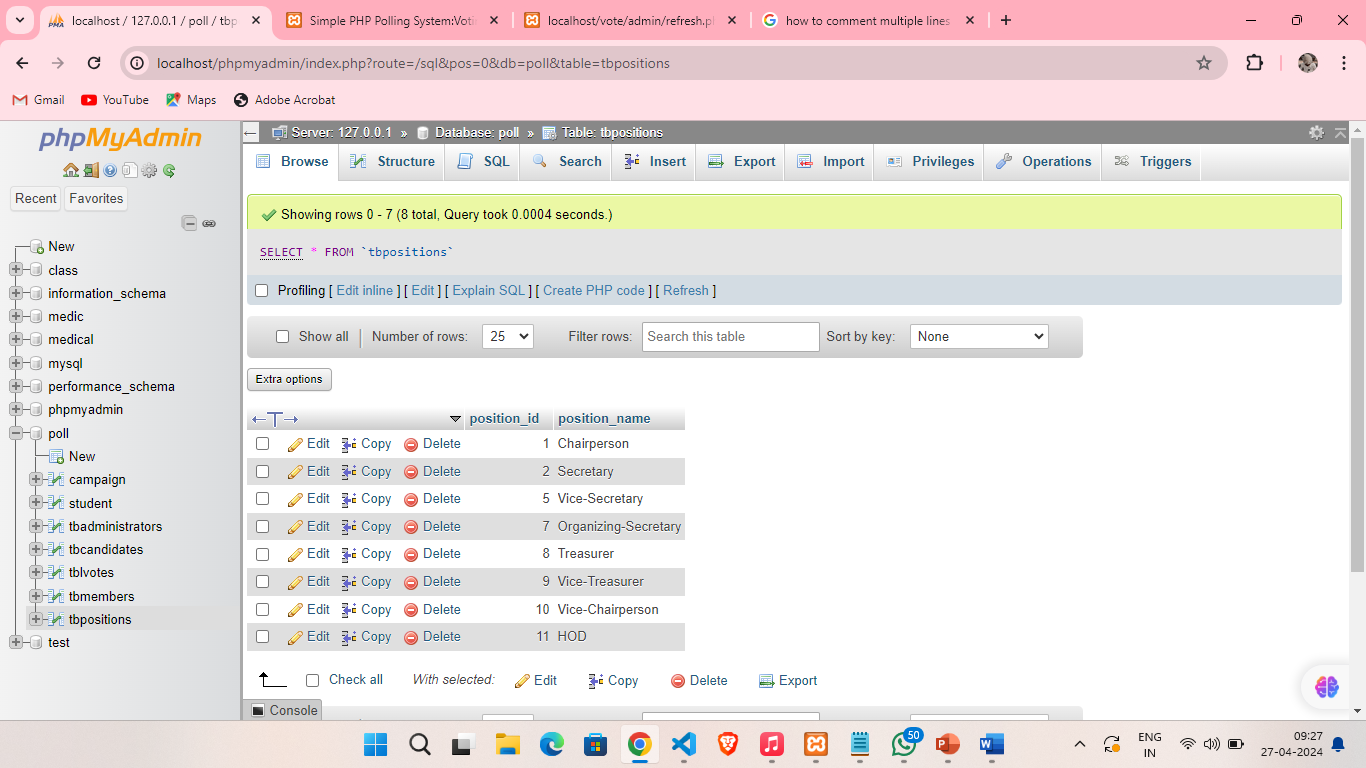 localhost / 127.0.0.1 / poll / tbp
Simple PHP Polling System:Voti
localhost/vote/admin/refresh.p
how to comment multiple lines
localhost/phpmyadmin/index.php?route=/sql&pos=0&db=poll&table=tbpositions
Gmail YouTube Maps Adobe Acrobat
phpMyAdmin
Recent Favorites
New
class
information_schema
medic
medical
mysql
performance_schema
phpmyadmin
poll
New
campaign
student
tbadministrators
tbcandidates
tblvotes
tbmembers
tbpositions
test
Server: 127.0.0.1 » Database: poll » Table: tbpositions
Browse Structure SQL Search Insert Export Import Privileges Operations Triggers
Showing rows 0 - 7 (8 total, Query took 0.0004 seconds.)
SELECT * FROM `tbpositions`
Profiling [ Edit inline ] [ Edit ] [ Explain SQL ] [ Create PHP code ] [ Refresh ]
Show all Number of rows: 25 Filter rows: Search this table Sort by key: None
Extra options
position_id position_name
Edit Copy Delete 1 Chairperson
Edit Copy Delete 2 Secretary
Edit Copy Delete 5 Vice-Secretary
Edit Copy Delete 7 Organizing-Secretary
Edit Copy Delete 8 Treasurer
Edit Copy Delete 9 Vice-Treasurer
Edit Copy Delete 10 Vice-Chairperson
Edit Copy Delete 11 HOD
Check all With selected: Edit Copy Delete Export
Console
50
ENG
IN
09:27
27-04-2024